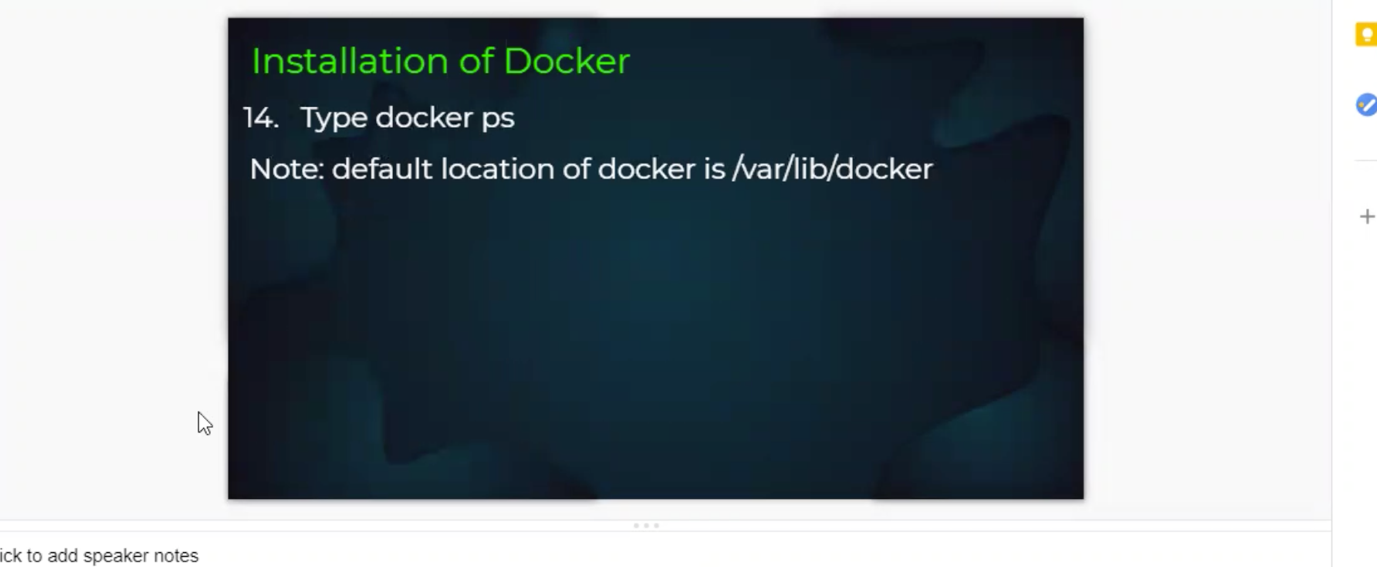 Installation of Docker
14. Type docker ps
Note: default location of docker is /var/lib/docker
to add speaker notes